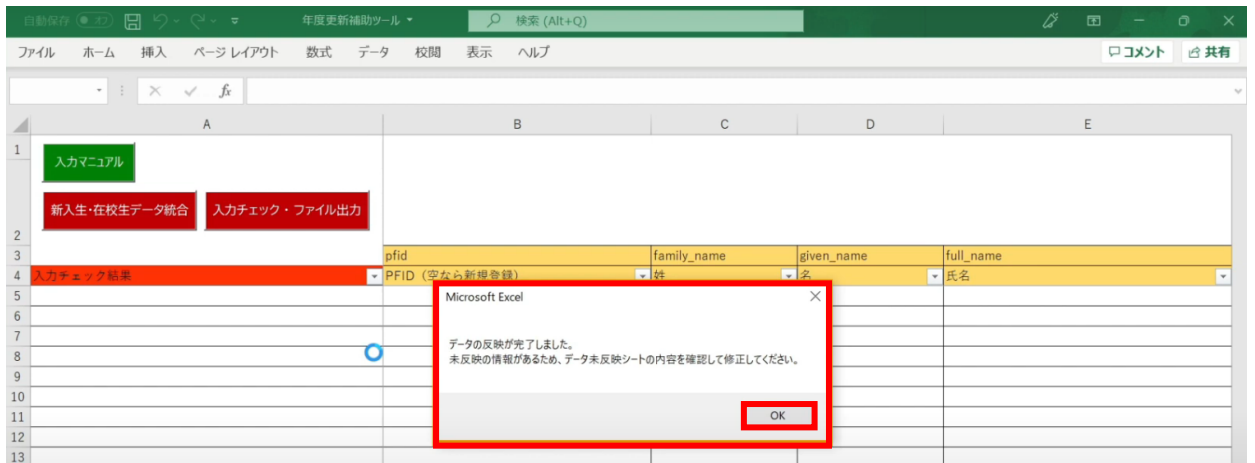 自動保存 オフ 年度更新補助ツール 検索 (Alt+Q)
ファイル ホーム 挿入 ページ レイアウト 数式 データ 校閲 表示 ヘルプ コメント 共有
fx
A B C D E
1
入力マニュアル
新入生・在校生データ統合 入力チェック・ファイル出力
2
3 pfid family_name given_name full_name
4 入力チェック結果 PFID（空なら新規登録） 姓 名 氏名
5
Microsoft Excel
6
7
データの反映が完了しました。
8
未反映の情報があるため、データ未反映シートの内容を確認して修正してください。
9
10
11
OK
12
13